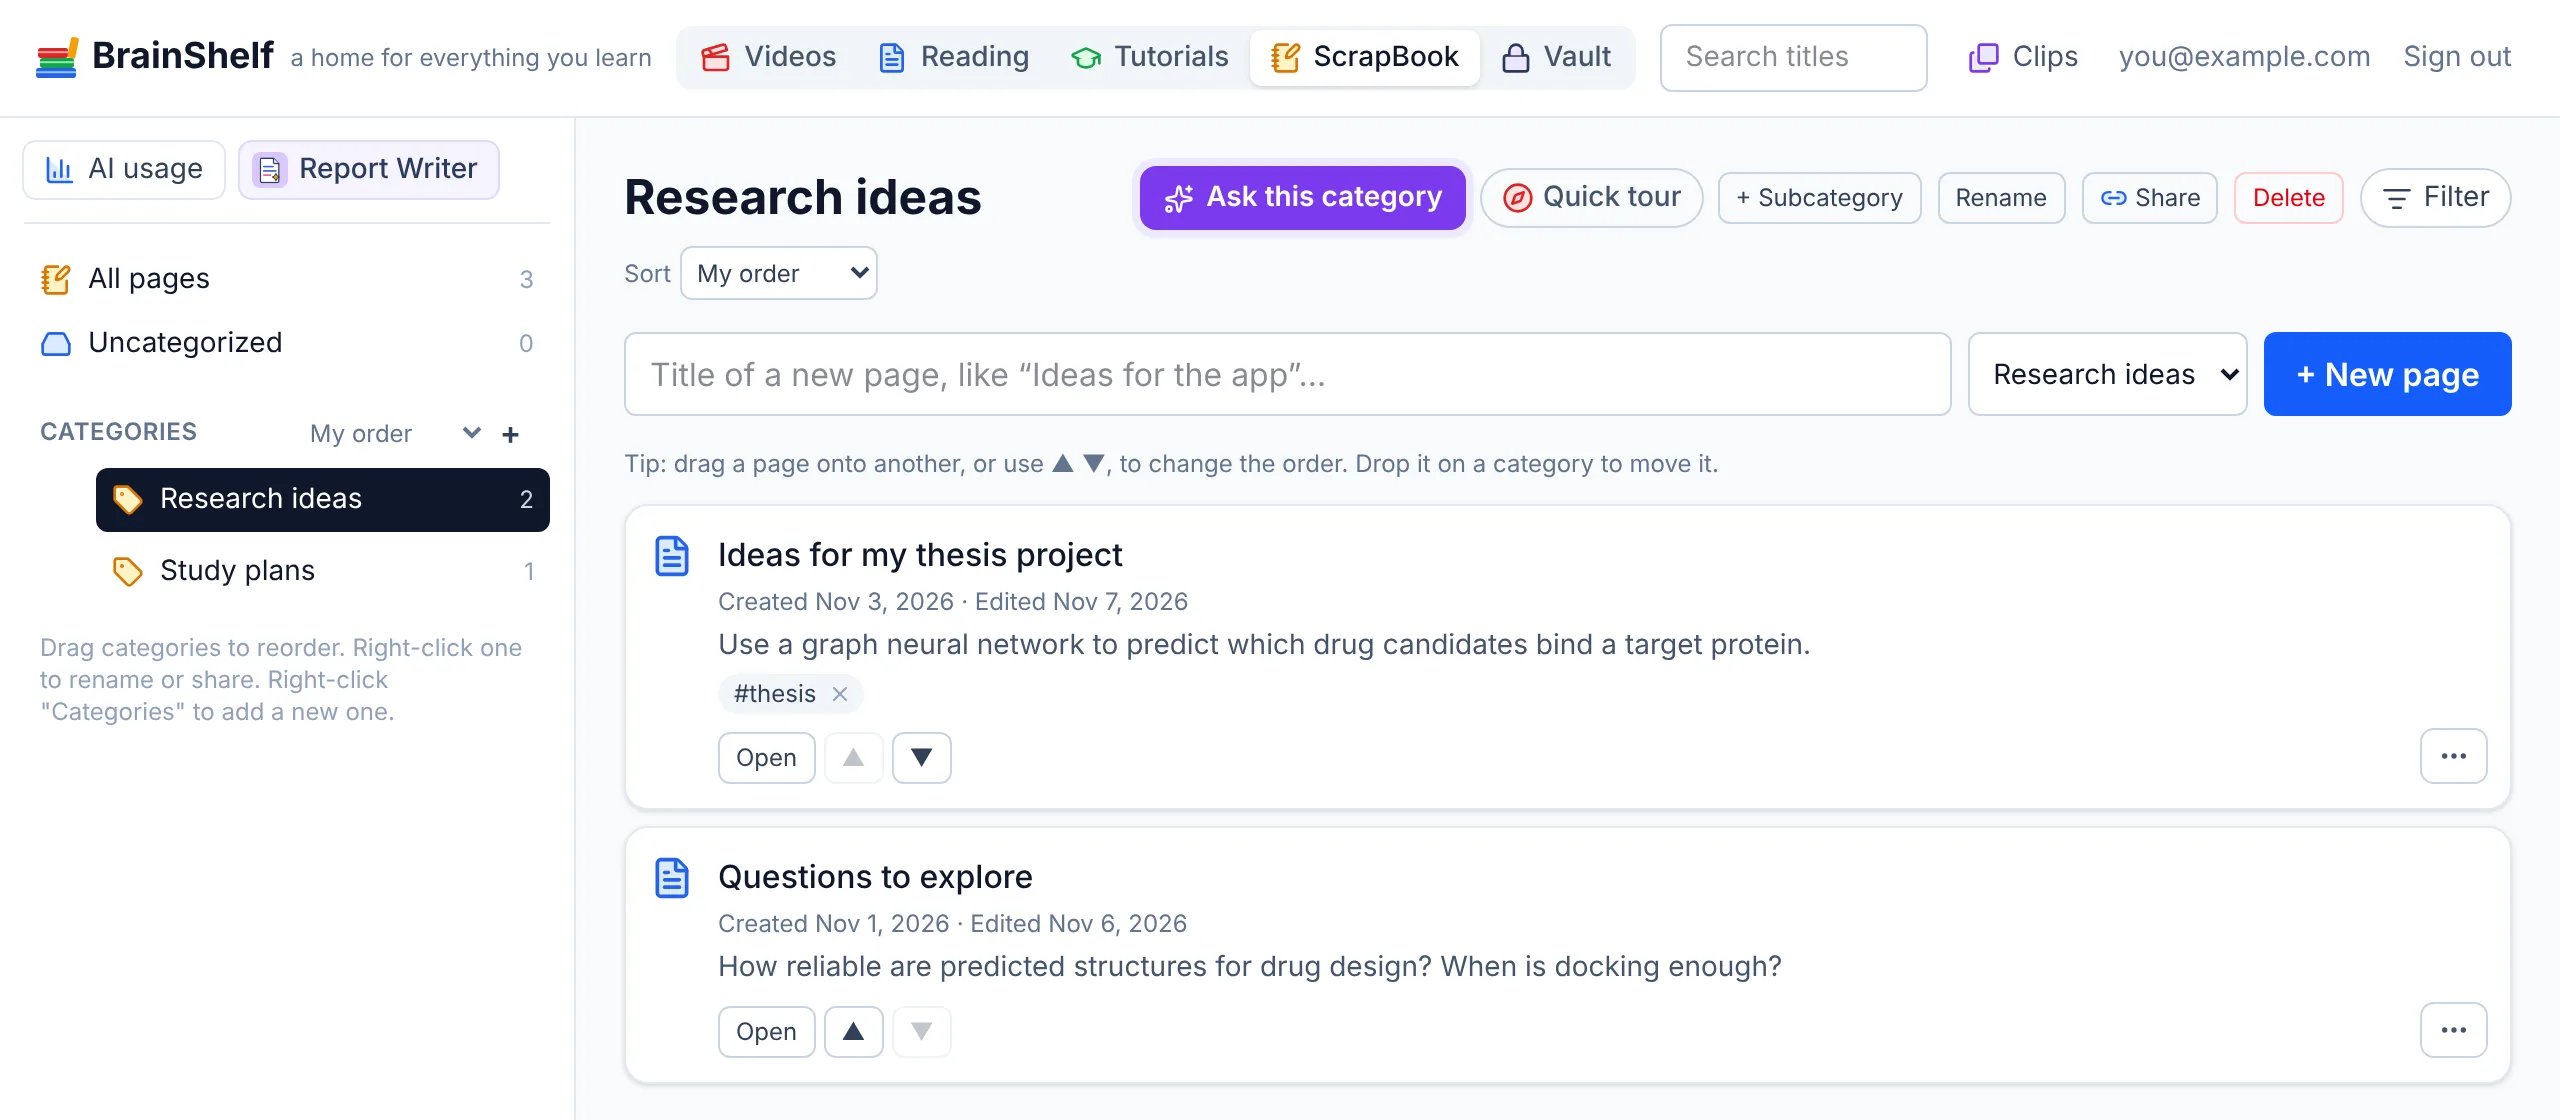 BrainShelf a home for everything you learn Videos Reading Tutorials ScrapBook Vault Search titles Clips you@example.com Sign out
AI usage Report Writer
All pages 3
Uncategorized 0
CATEGORIES My order +
Research ideas 2
Study plans 1
Drag categories to reorder. Right-click one
to rename or share. Right-click
"Categories" to add a new one.
Research ideas Ask this category Quick tour + Subcategory Rename Share Delete Filter
Sort My order
Title of a new page, like “Ideas for the app”... Research ideas + New page
Tip: drag a page onto another, or use ▲ ▼, to change the order. Drop it on a category to move it.
Ideas for my thesis project
Created Nov 3, 2026 · Edited Nov 7, 2026
Use a graph neural network to predict which drug candidates bind a target protein.
#thesis ×
Open ▲ ▼ ...
Questions to explore
Created Nov 1, 2026 · Edited Nov 6, 2026
How reliable are predicted structures for drug design? When is docking enough?
Open ▲ ▼ ...